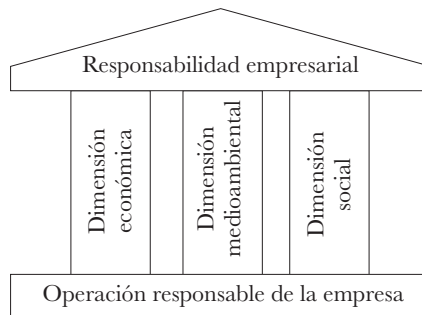 Responsabilidad empresarial
Dimensión
económica
Dimensión
medioambiental
Dimensión
social
Operación responsable de la empresa